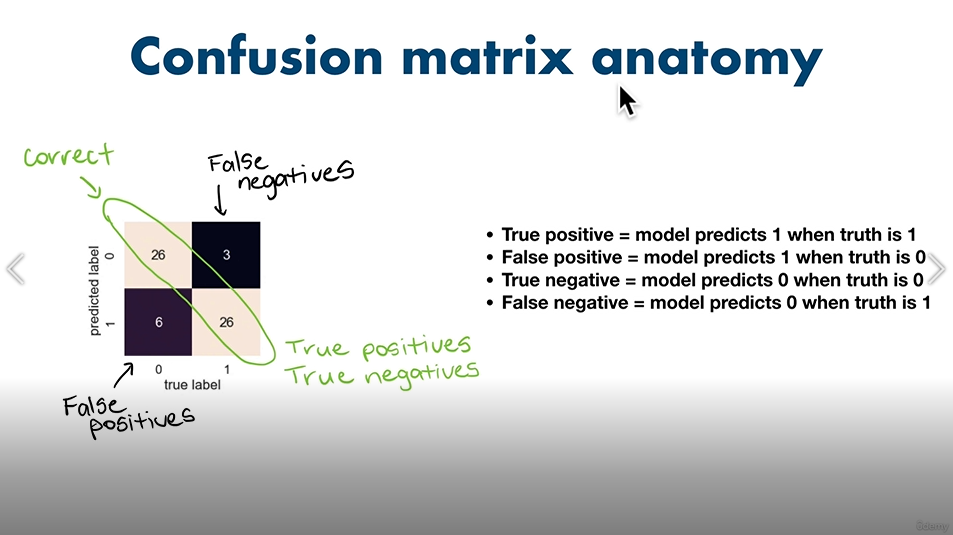 Confusion matrix anatomy
correct
False
negatives
predicted label
0
1
26
3
6
26
0
1
true label
True positives
True negatives
False
positives
• True positive = model predicts 1 when truth is 1
• False positive = model predicts 1 when truth is 0
• True negative = model predicts 0 when truth is 0
• False negative = model predicts 0 when truth is 1
Udemy